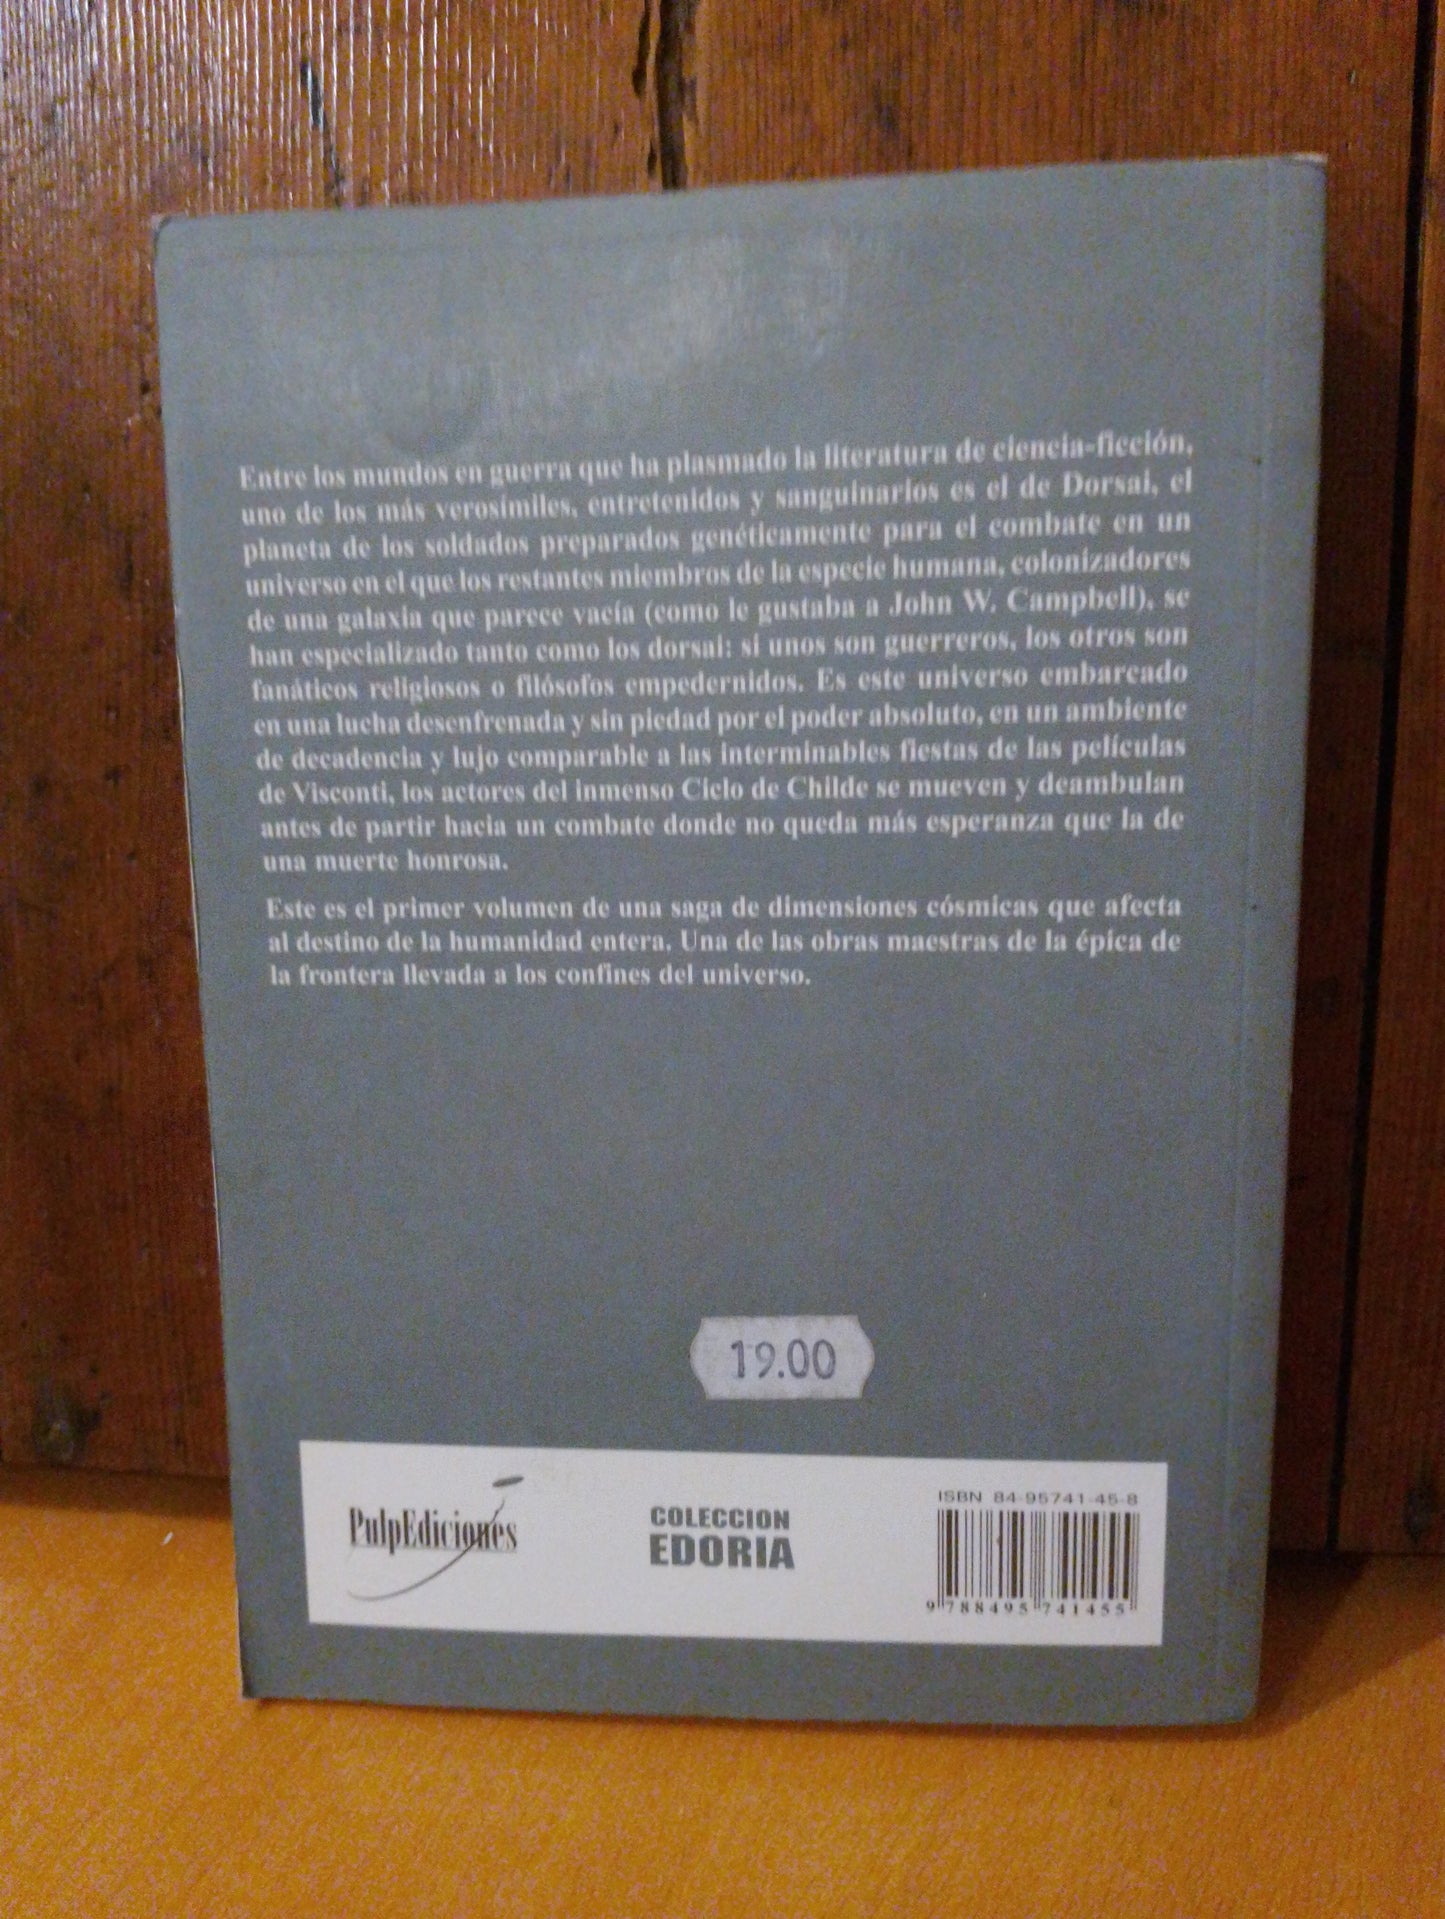 Entre los mundos en guerra que ha plasmado la literatura de ciencia-ficción,
uno de los más verosímiles, entretenidos y sanguinarios es el de Dorsai, el
planeta de los soldados preparados genéticamente para el combate en un
universo en el que los restantes miembros de la especie humana, colonizadores
de una galaxia que parece vacía (como le gustaba a John W. Campbell), se
han especializado tanto como los dorsai: si unos son guerreros, los otros son
fanáticos religiosos o filósofos empedernidos. Es este universo embarcado
en una lucha desenfrenada y sin piedad por el poder absoluto, en un ambiente
de decadencia y lujo comparable a las interminables fiestas de las películas
de Visconti, los actores del inmenso Ciclo de Childe se mueven y deambulan
antes de partir hacia un combate donde no queda más esperanza que la de
una muerte honrosa.
Este es el primer volumen de una saga de dimensiones cósmicas que afecta
al destino de la humanidad entera. Una de las obras maestras de la épica de
la frontera llevada a los confines del universo.
19.00
PulpEdiciones
COLECCION
EDORIA
ISBN 84-95741-45-8
9 788495 741455